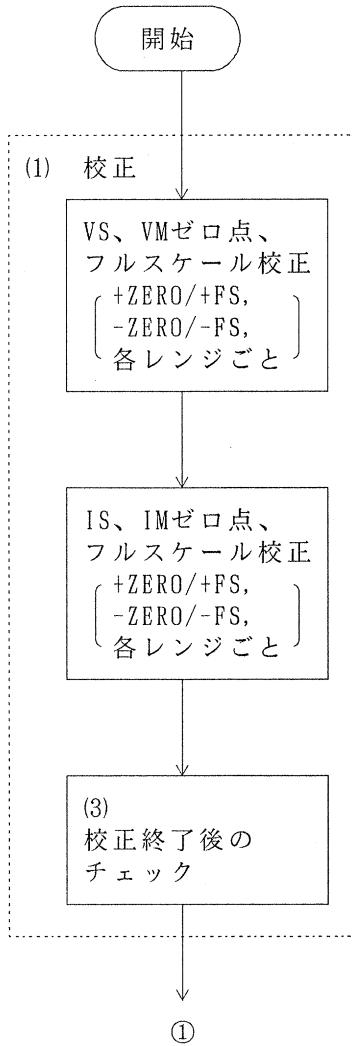 開始
(1) 校正
VS、VMゼロ点、
フルスケール校正
+ZERO/+FS,
-ZERO/-FS,
各レンジごと
IS、IMゼロ点、
フルスケール校正
+ZERO/+FS,
-ZERO/-FS,
各レンジごと
(3)
校正終了後の
チェック
①